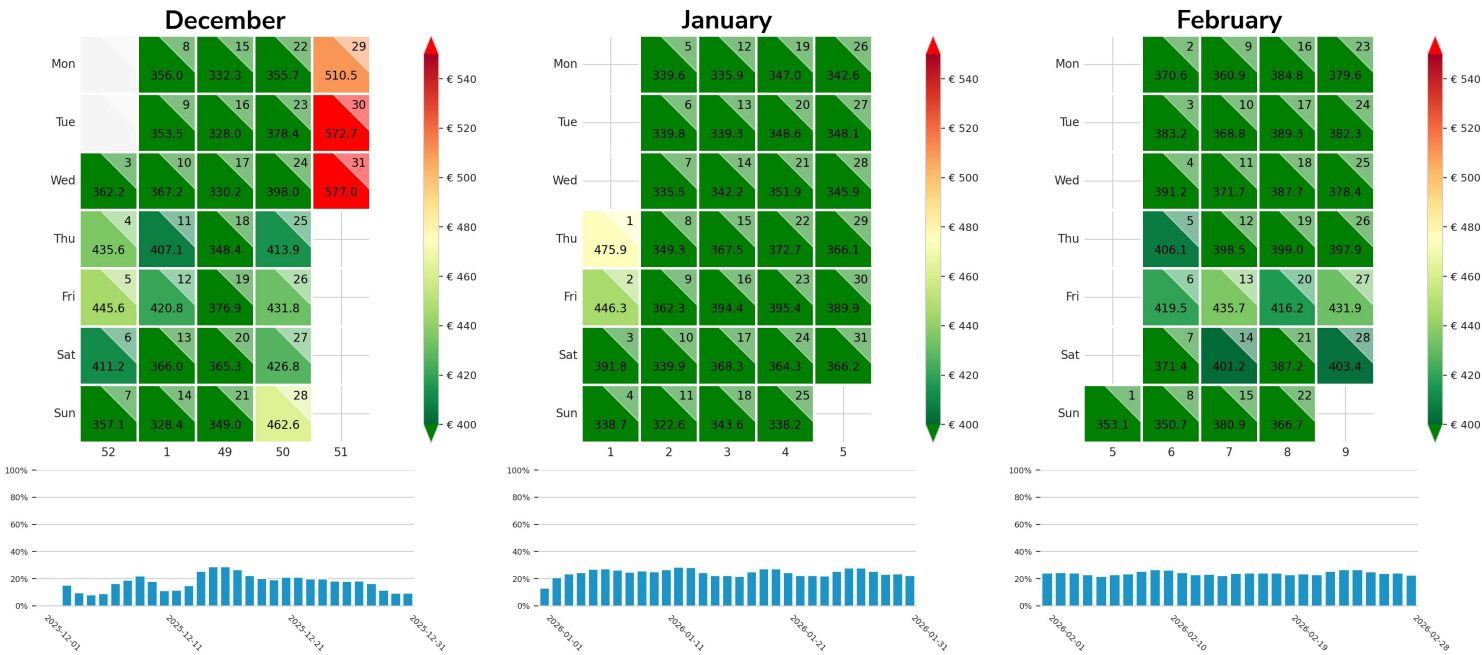 December January February
Mon 8 15 22 29 € 540 Mon 5 12 19 26 € 540 Mon 2 9 16 23 € 540
356.0 332.3 355.7 510.5 339.6 335.9 347.0 342.6 370.6 360.9 384.8 379.6
Tue 9 16 23 30 € 520 Tue 6 13 20 27 € 520 Tue 3 10 17 24 € 520
353.5 328.0 378.4 572.7 339.8 339.3 348.6 348.1 383.2 368.8 389.3 382.3
Wed 3 10 17 24 31 € 500 Wed 7 14 21 28 € 500 Wed 4 11 18 25 € 500
362.2 367.2 330.2 398.0 577.0 335.5 342.2 351.9 345.9 391.2 371.7 387.7 378.4
Thu 4 11 18 25 € 480 Thu 1 8 15 22 29 € 480 Thu 5 12 19 26 € 480
435.6 407.1 348.4 413.9 475.9 349.3 367.5 372.7 366.1 406.1 398.5 399.0 397.9
€ 460 € 460 € 460
Fri 5 12 19 26 Fri 2 9 16 23 30 Fri 6 13 20 27
445.6 420.8 376.9 431.8 446.3 362.3 394.4 395.4 389.9 419.5 435.7 416.2 431.9
€ 440 € 440 € 440
Sat 6 13 20 27 € 420 Sat 3 10 17 24 31 € 420 Sat 7 14 21 28 € 420
411.2 366.0 365.3 426.8 391.8 339.9 368.3 364.3 366.2 371.4 401.2 387.2 403.4
Sun 7 14 21 28 € 400 Sun 4 11 18 25 € 400 Sun 1 8 15 22 € 400
357.1 328.4 349.0 462.6 338.7 322.6 343.6 338.2 353.1 350.7 380.9 366.7
52 1 49 50 51 1 2 3 4 5 5 6 7 8 9
100% 100% 100%
80% 80% 80%
60% 60% 60%
40% 40% 40%
20% 20% 20%
0% 0% 0%
2025-12-01 2025-12-11 2025-12-21 2025-12-31 2026-01-01 2026-01-11 2026-01-21 2026-01-31 2026-02-01 2026-02-10 2026-02-19 2026-02-28